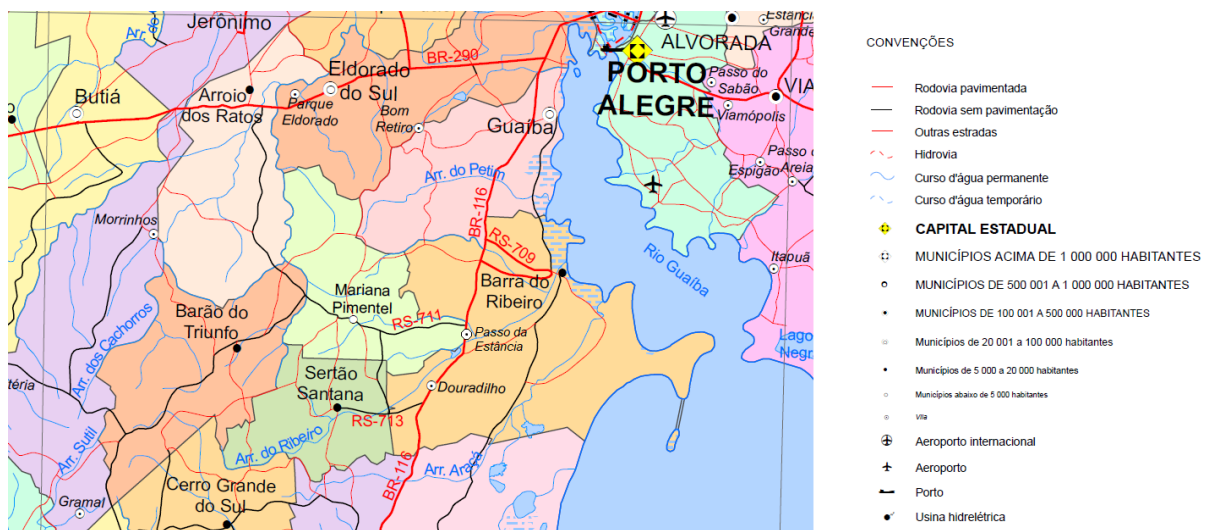 Arr. do
Jerônimo
Estância
Grande
ALVORADA
BR-290
PORTO
ALEGRE
Passo do
Sabão
VIA
Viamópolis
Butiá
Arroio
dos Ratos
Parque
Eldorado
Eldorado
do Sul
Bom
Retiro
Guaíba
Passo
Areia
Espigão
Arr. do Petim
BR-116
Morrinhos
RS-709
Rio Guaíba
Itapuã
Barra do
Ribeiro
Mariana
Pimentel
RS-711
Passo da
Estância
Barão do
Triunfo
Arr. dos Cachorros
Lago
Negr
téria
Sertão
Santana
Douradilho
RS-713
Arr. do Ribeiro
Arr. Sutil
BR-116
Arr. Araçá
Cerro Grande
do Sul
Gramal
CONVENÇÕES
Rodovia pavimentada
Rodovia sem pavimentação
Outras estradas
Hidrovia
Curso d'água permanente
Curso d'água temporário
CAPITAL ESTADUAL
MUNICÍPIOS ACIMA DE 1 000 000 HABITANTES
MUNICÍPIOS DE 500 001 A 1 000 000 HABITANTES
MUNICÍPIOS DE 100 001 A 500 000 HABITANTES
Municípios de 20 001 a 100 000 habitantes
Municípios de 5 000 a 20 000 habitantes
Municípios abaixo de 5 000 habitantes
Vila
Aeroporto internacional
Aeroporto
Porto
Usina hidrelétrica